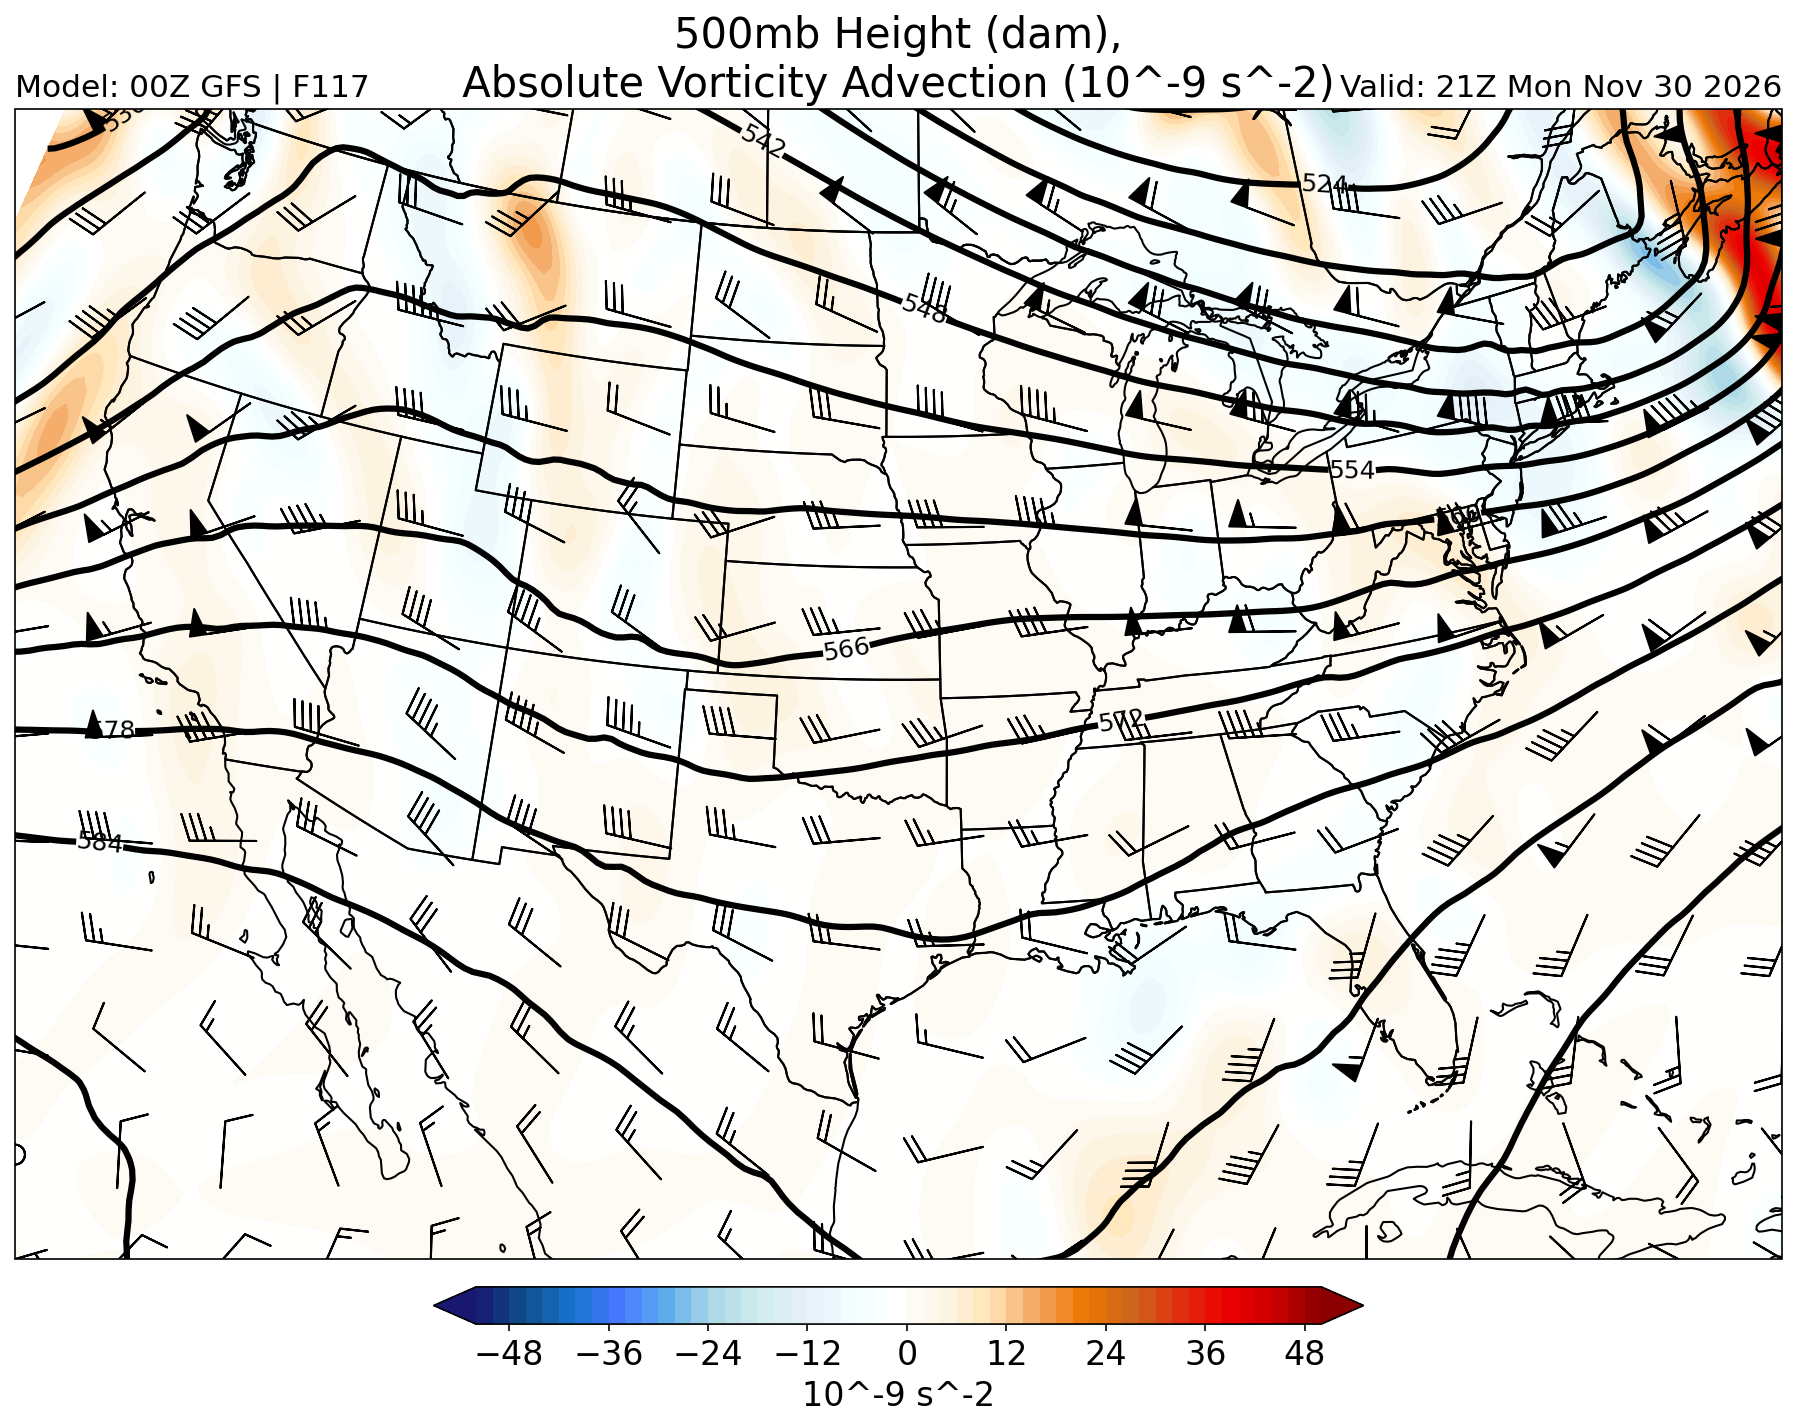 500mb Height (dam),
Model: 00Z GFS | F117
Absolute Vorticity Advection (10^-9 s^-2)
Valid: 21Z Mon Nov 30 2026
542
524
548
554
566
572
578
584
−48 −36 −24 −12 0 12 24 36 48
10^-9 s^-2